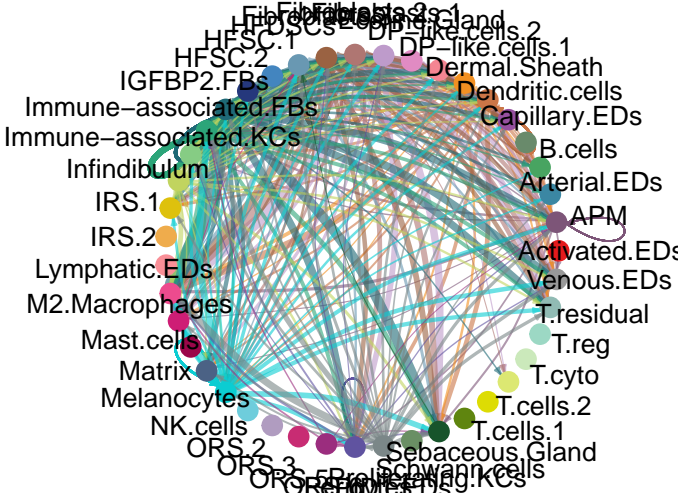 DP−like.cells.2
HFSC.1
DP−like.cells.1
HFSC.2
Dermal.Sheath
IGFBP2.FBs
Dendritic.cells
Immune−associated.FBs
Capillary.EDs
Immune−associated.KCs
B.cells
Infindibulum
Arterial.EDs
IRS.1
APM
IRS.2
Activated.EDs
Lymphatic.EDs
Venous.EDs
M2.Macrophages
T.residual
Mast.cells
T.reg
Matrix
T.cyto
Melanocytes
T.cells.2
NK.cells
T.cells.1
ORS.2
Sebaceous.Gland
ORS.3
Schwann.cells
Proliferating.KCs